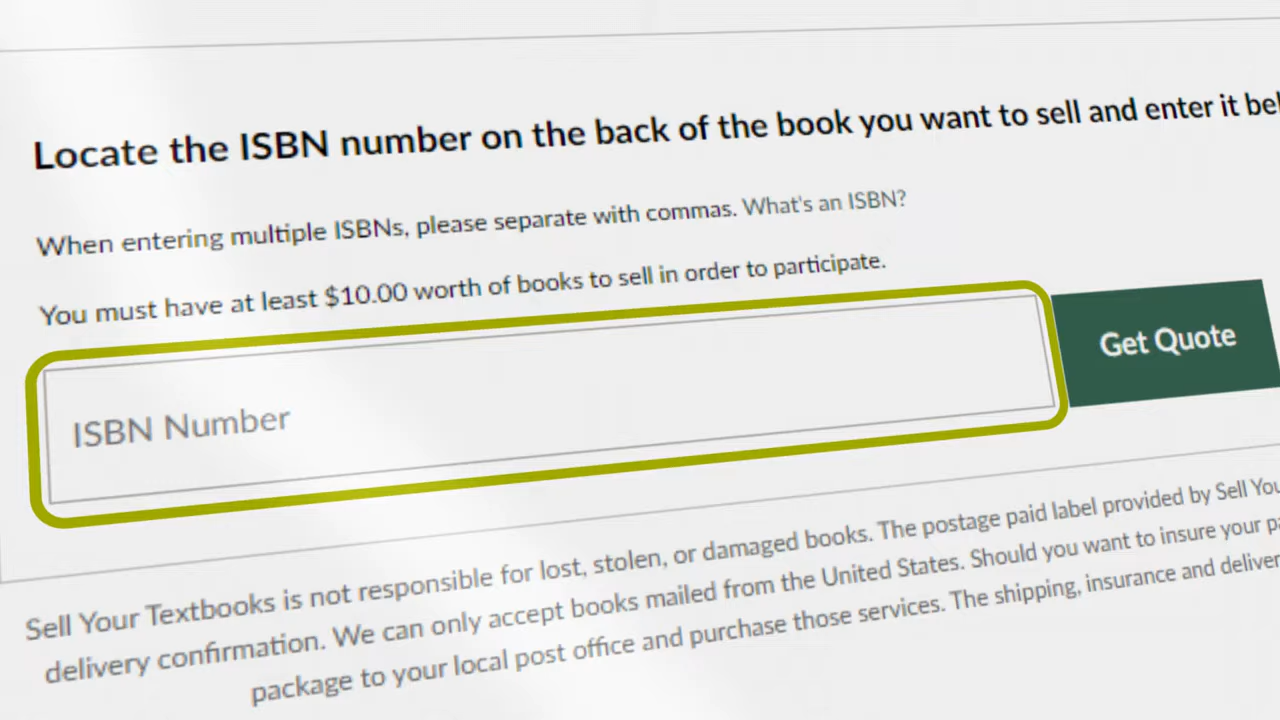 Locate the ISBN number on the back of the book you want to sell and enter it
When entering multiple ISBNs, please separate with commas. What's an ISBN?
You must have at least $10.00 worth of books to sell in order to participate.
ISBN Number
Get Quote
Sell Your Textbooks is not responsible for lost, stolen, or damaged books. The postage paid label provided by Sell
delivery confirmation. We can only accept books mailed from the United States. Should you want to insure your
package to your local post office and purchase those services. The shipping, insurance and